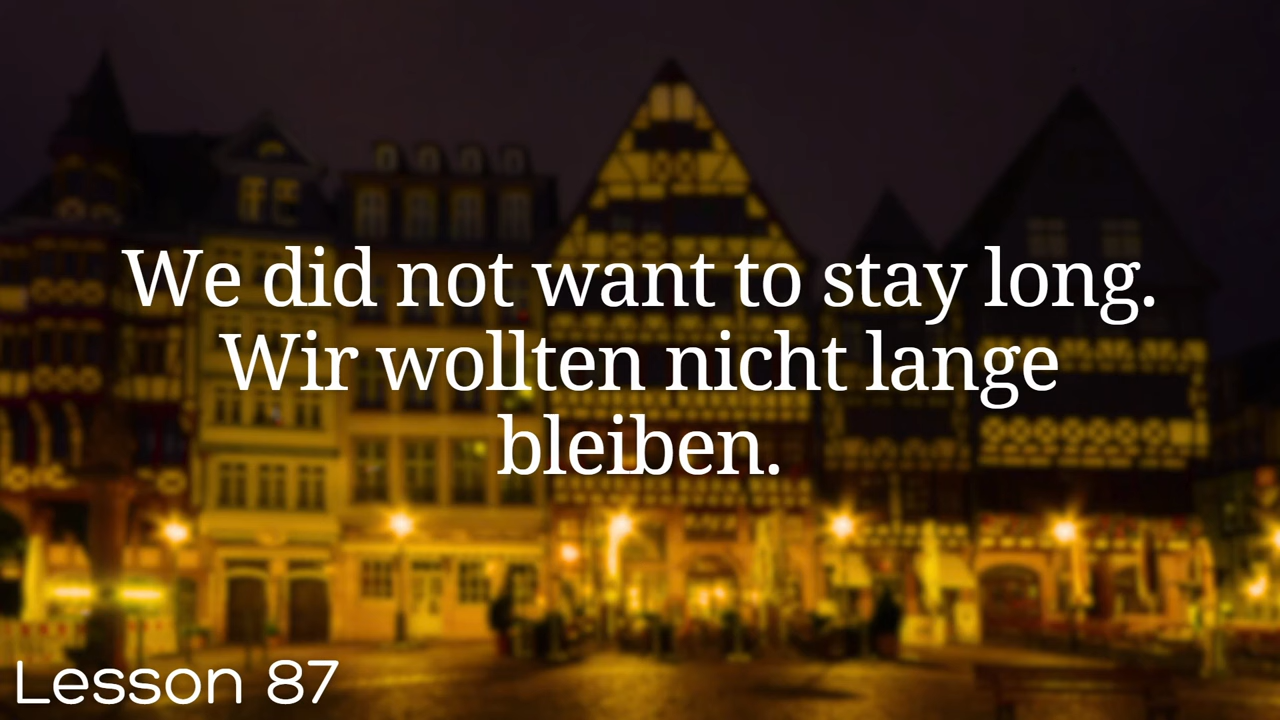 We did not want to stay long.
Wir wollten nicht lange
bleiben.
Lesson 87